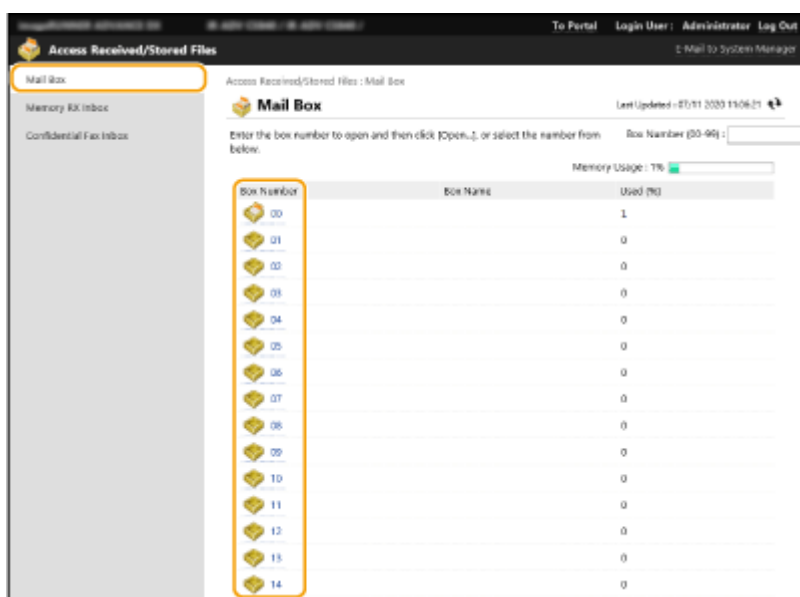 To Portal Login User : Administrator Log Out
Access Received/Stored Files
E-Mail to System Manager
Mail Box
Memory RX Inbox
Confidential Fax Inbox
Access Received/Stored Files : Mail Box
Mail Box
Last Updated : 07/11 2020 11:06:21
Enter the box number to open and then click [Open...], or select the number from below.
Box Number (00-99) :
Memory Usage : 1%
Box Number Box Name Used (%)
00 1
01 0
02 0
03 0
04 0
05 0
06 0
07 0
08 0
09 0
10 0
11 0
12 0
13 0
14 0